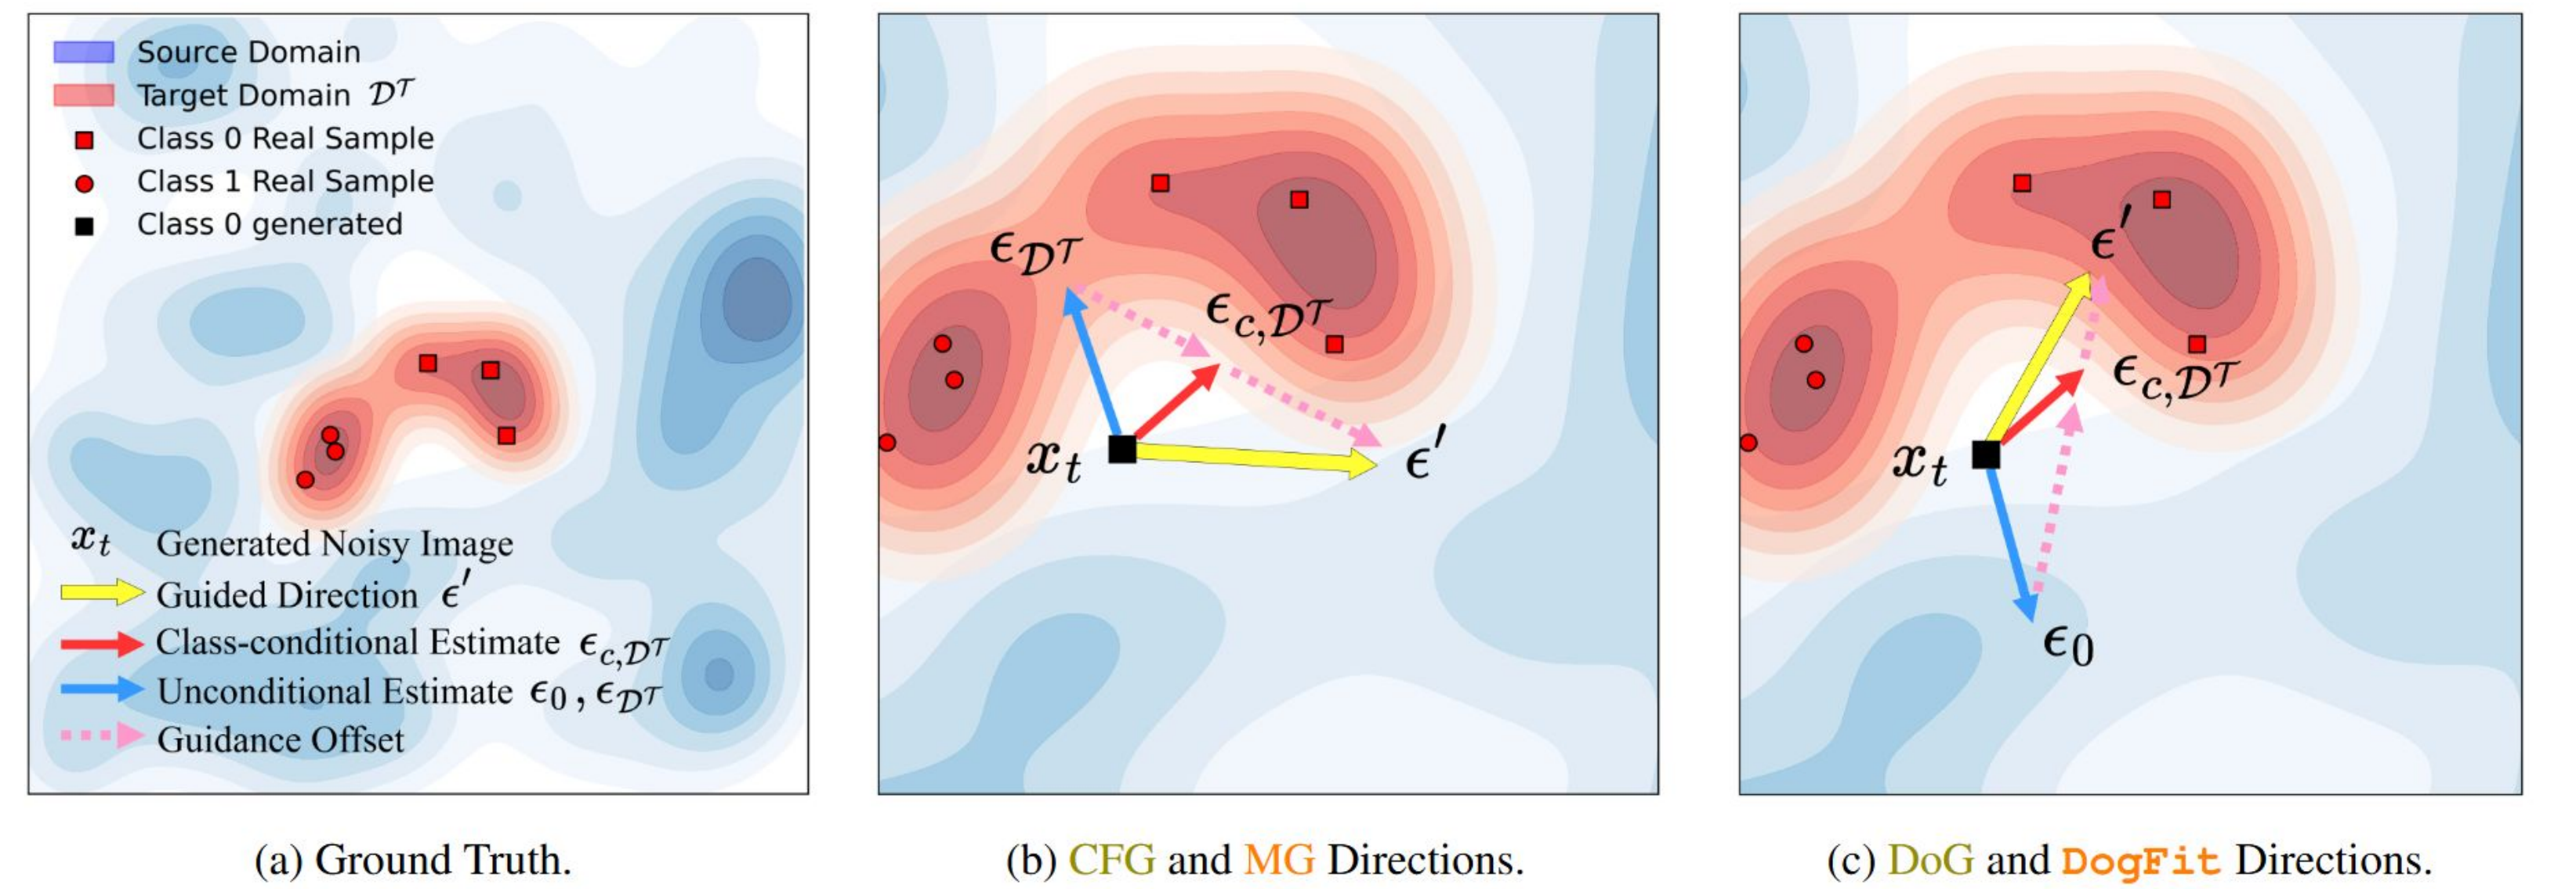 Source Domain
Target Domain 𝒟^𝒯
Class 0 Real Sample
Class 1 Real Sample
Class 0 generated
x_t Generated Noisy Image
Guided Direction ϵ′
Class-conditional Estimate ϵ_{c,𝒟^𝒯}
Unconditional Estimate ϵ_0 , ϵ_{𝒟^𝒯}
Guidance Offset
(a) Ground Truth.
ϵ_{𝒟^𝒯}
ϵ_{c,𝒟^𝒯}
x_t
ϵ′
(b) CFG and MG Directions.
ϵ′
ϵ_{c,𝒟^𝒯}
x_t
ϵ_0
(c) DoG and DogFit Directions.